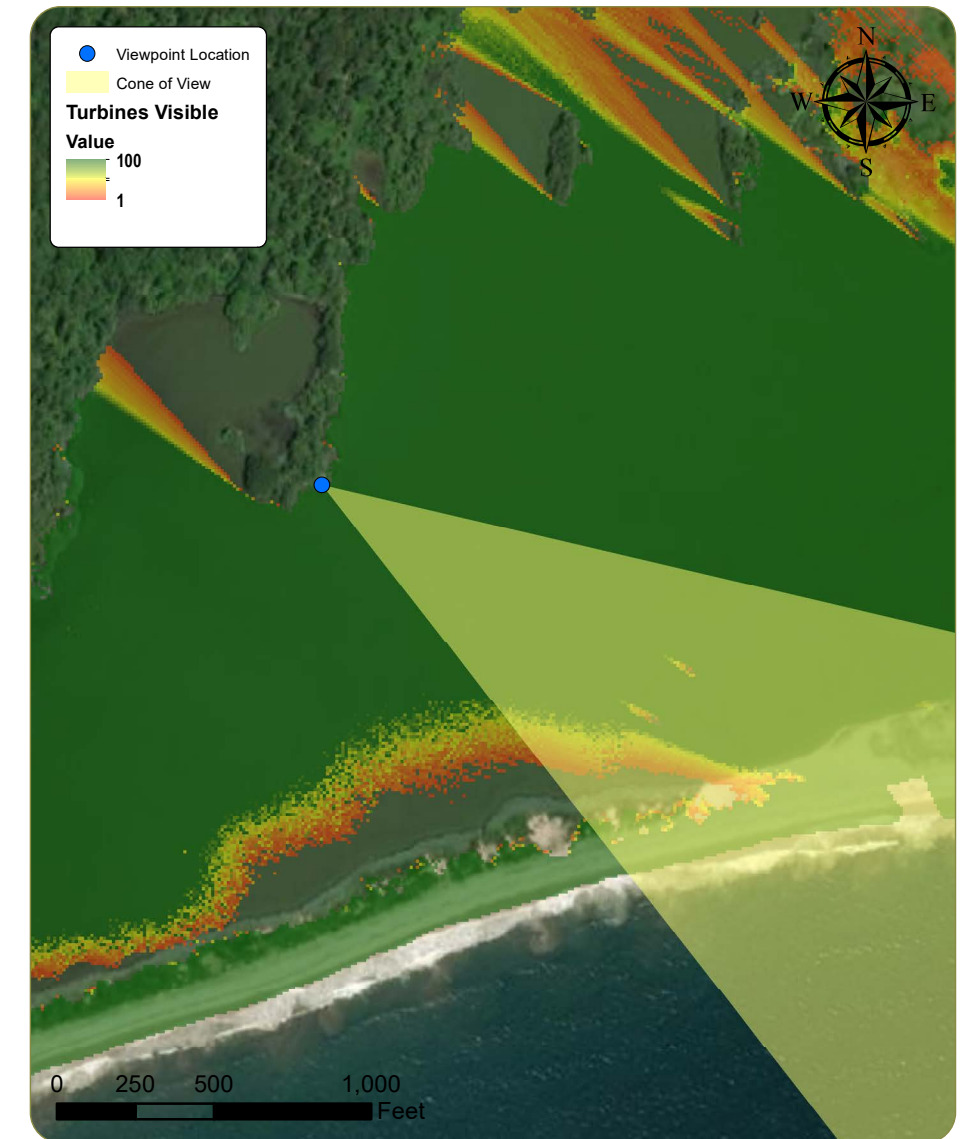 Viewpoint Location
Cone of View
Turbines Visible
Value
100
1
N
W E
S
0 250 500 1,000
Feet